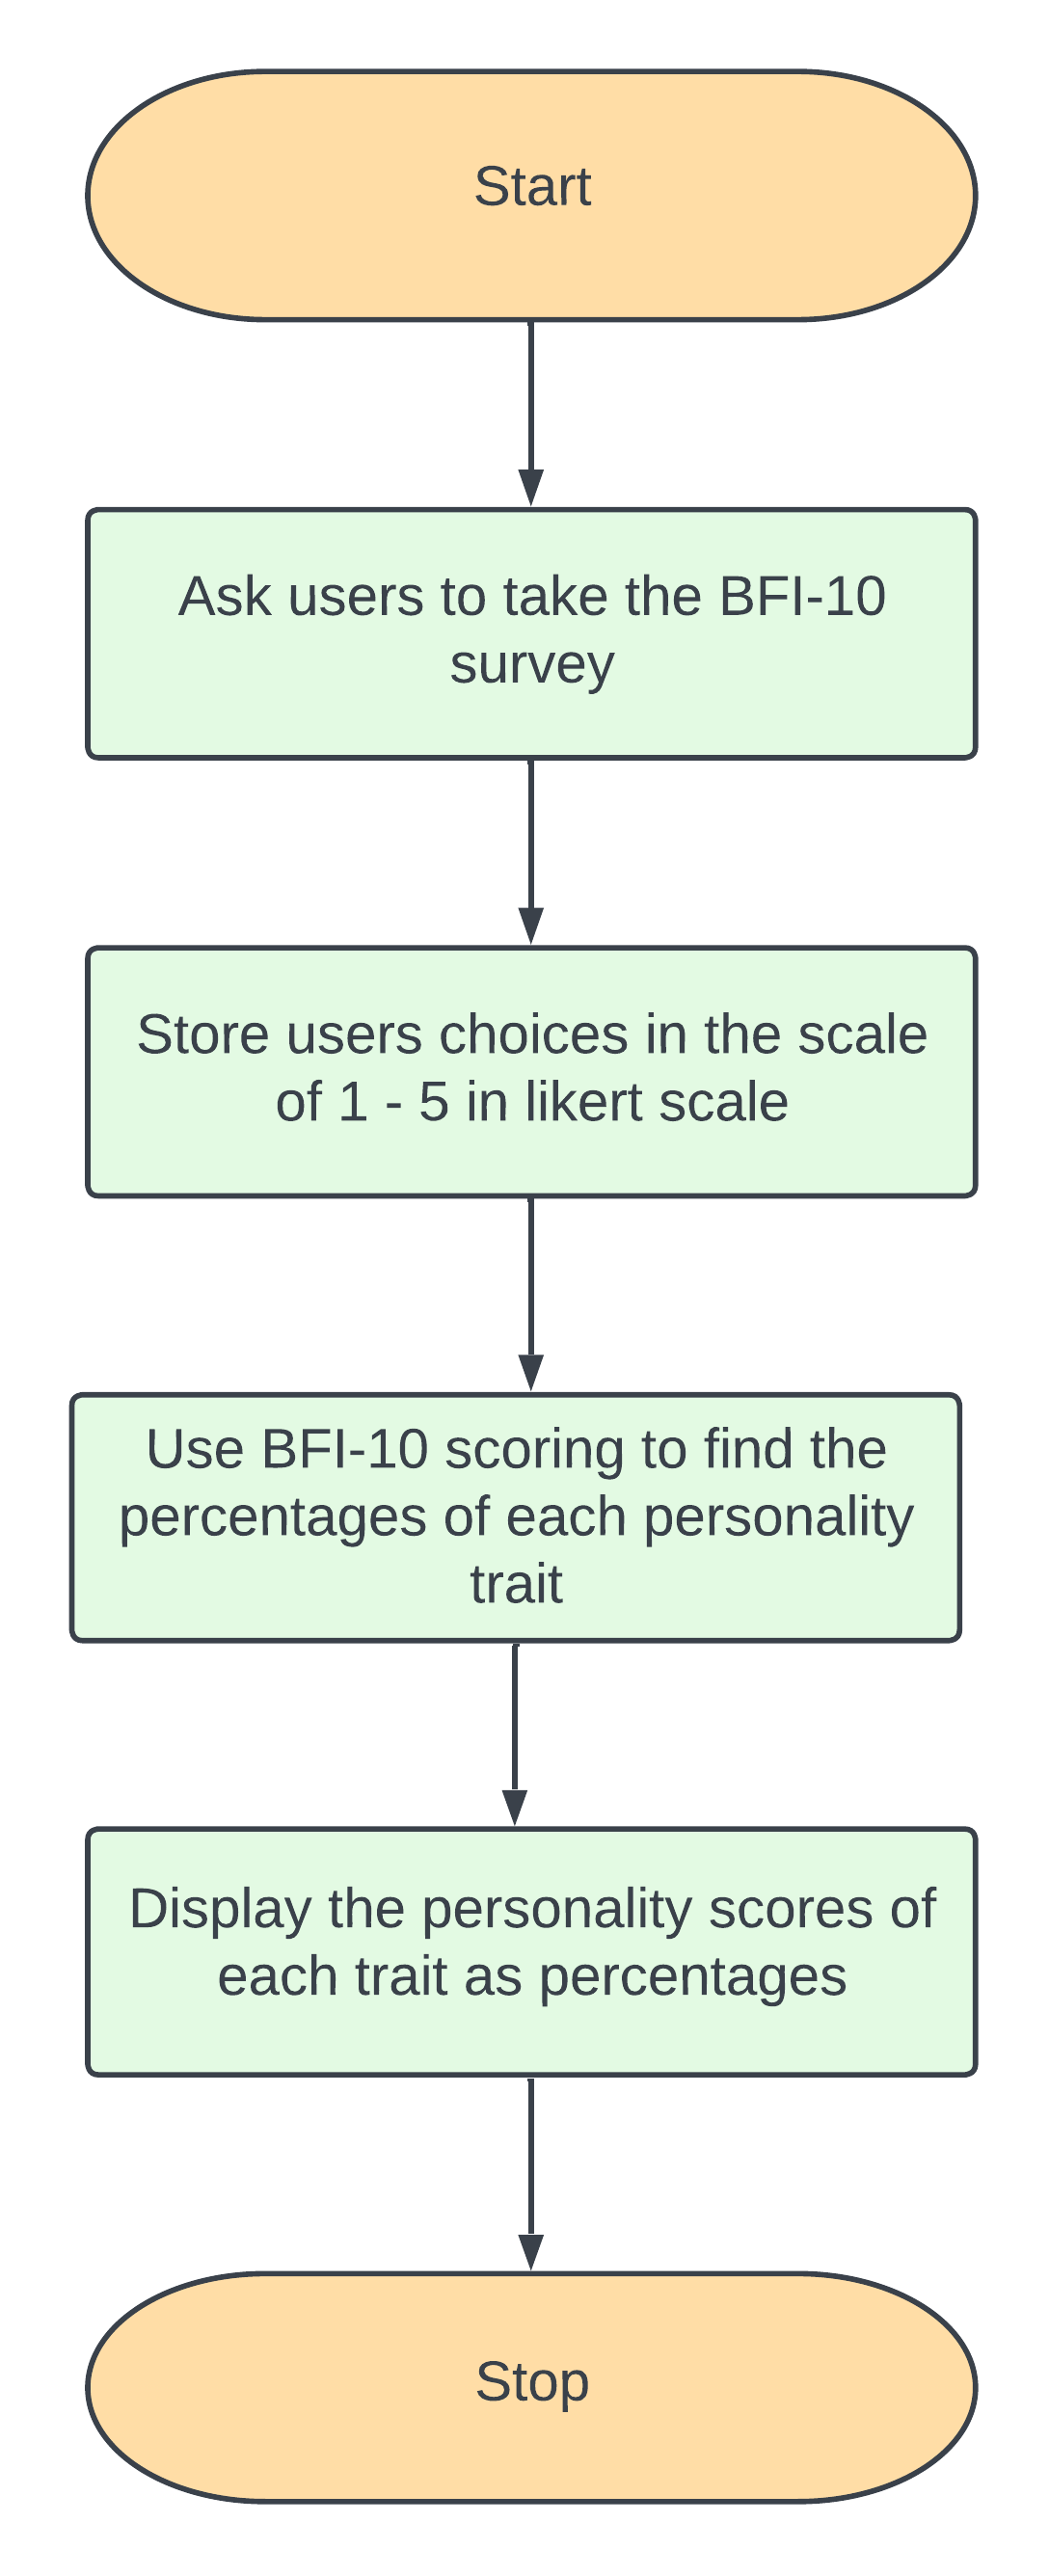 Start
Ask users to take the BFI-10
survey
Store users choices in the scale
of 1 - 5 in likert scale
Use BFI-10 scoring to find the
percentages of each personality
trait
Display the personality scores of
each trait as percentages
Stop